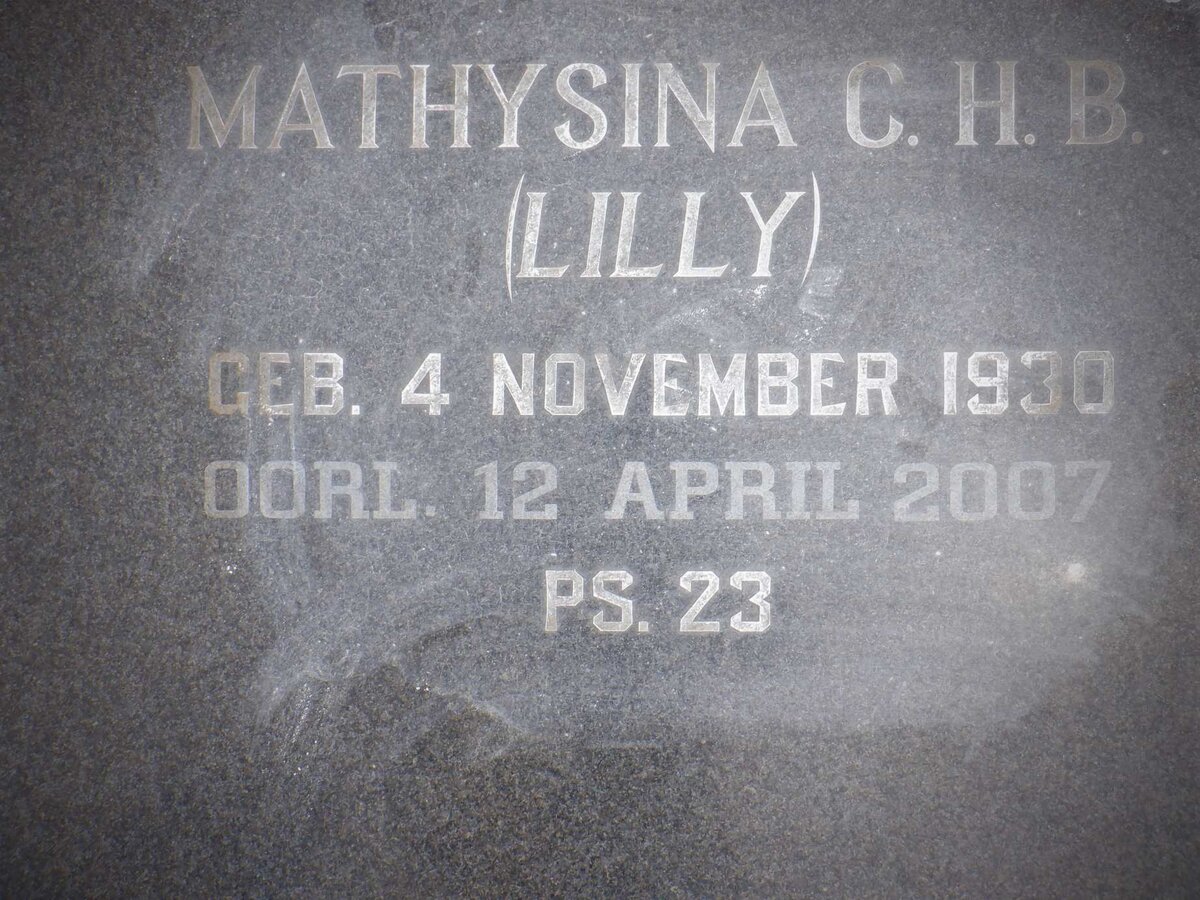 MATHYSINA C. H. B.
(LILLY)
GEB. 4 NOVEMBER 1930
OORL. 12 APRIL 2007
PS. 23